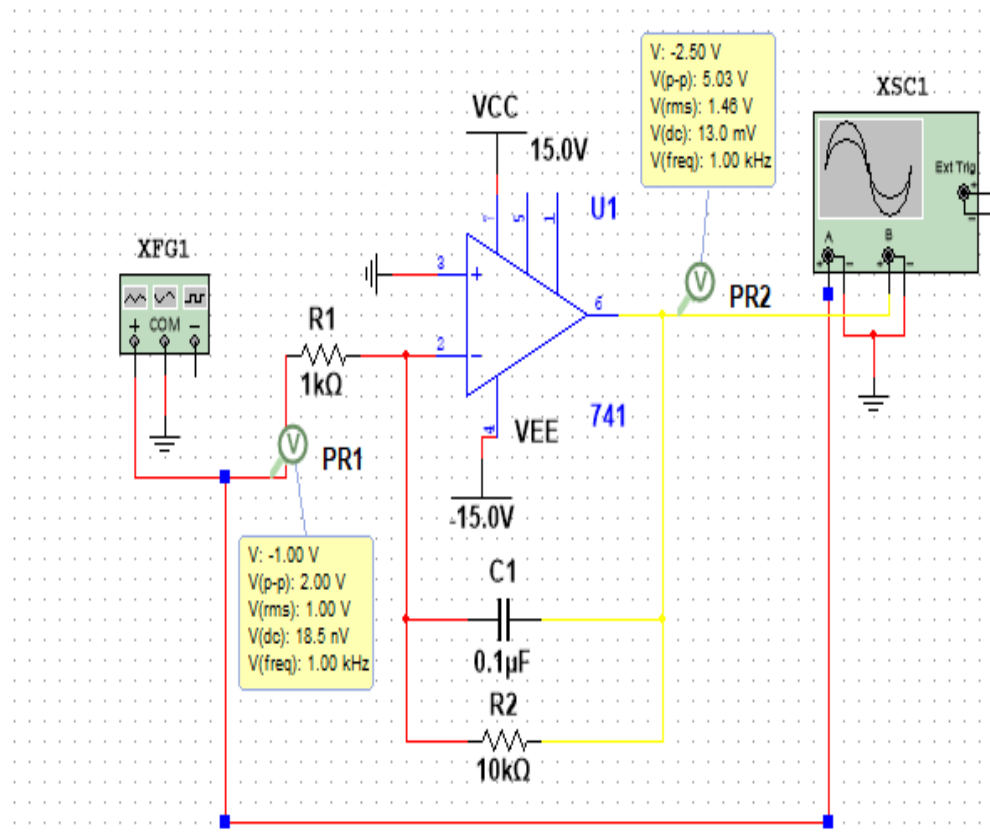 V: -2.50 V
V(p-p): 5.03 V
V(rms): 1.46 V
V(dc): 13.0 mV
V(freq): 1.00 kHz
XSC1
VCC
15.0V
Ext Trig
+
-
7
5
1
U1
XFG1
3
+
A
B
+
-
+
-
PR2
6
+
COM
-
R1
2
-
1kΩ
741
4
VEE
V
PR1
V
-15.0V
V: -1.00 V
V(p-p): 2.00 V
V(rms): 1.00 V
V(dc): 18.5 nV
V(freq): 1.00 kHz
C1
0.1µF
R2
10kΩ